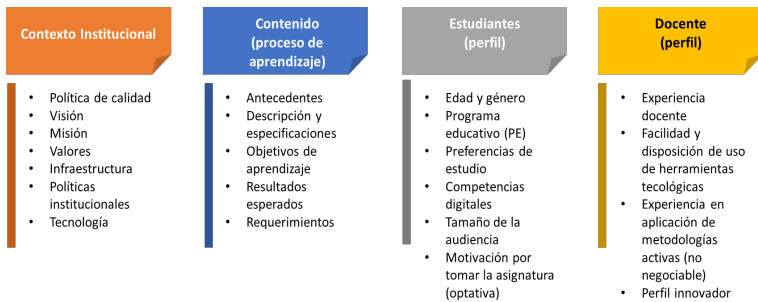 Contexto Institucional
• Política de calidad
• Visión
• Misión
• Valores
• Infraestructura
• Políticas
institucionales
• Tecnología
Contenido
(proceso de
aprendizaje)
• Antecedentes
• Descripción y
especificaciones
• Objetivos de
aprendizaje
• Resultados
esperados
• Requerimientos
Estudiantes
(perfil)
• Edad y género
• Programa
educativo (PE)
• Preferencias de
estudio
• Competencias
digitales
• Tamaño de la
audiencia
• Motivación por
tomar la asignatura
(optativa)
Docente
(perfil)
• Experiencia
docente
• Facilidad y
disposición de uso
de herramientas
tecológicas
• Experiencia en
aplicación de
metodologías
activas (no
negociable)
• Perfil innovador